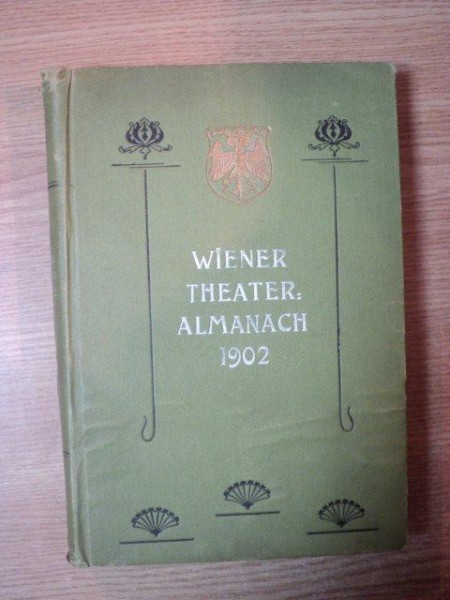 WIENER
THEATER:
ALMANACH
1902